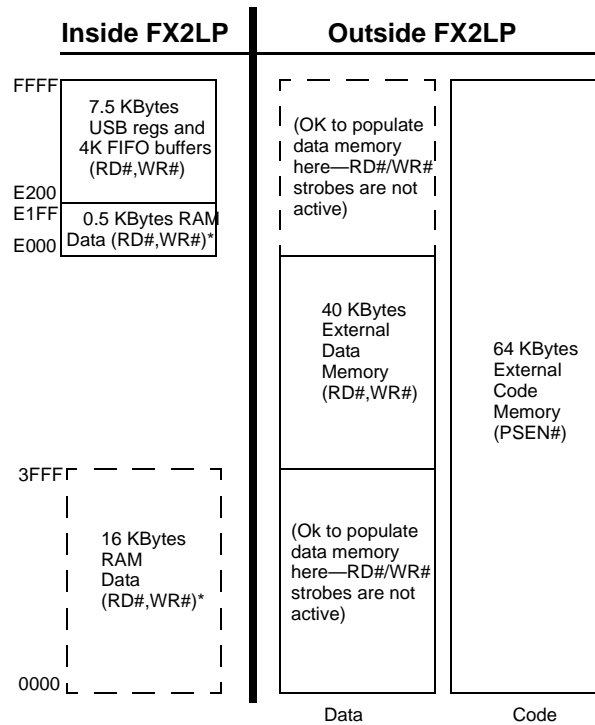 Inside FX2LP
Outside FX2LP
FFFF
7.5 KBytes
USB regs and
4K FIFO buffers
(RD#,WR#)
E200
E1FF
0.5 KBytes RAM
Data (RD#,WR#)*
E000
(OK to populate
data memory
here—RD#/WR#
strobes are not
active)
40 KBytes
External
Data
Memory
(RD#,WR#)
64 KBytes
External
Code
Memory
(PSEN#)
3FFF
16 KBytes
RAM
Data
(RD#,WR#)*
(Ok to populate
data memory
here—RD#/WR#
strobes are not
active)
0000
Data
Code